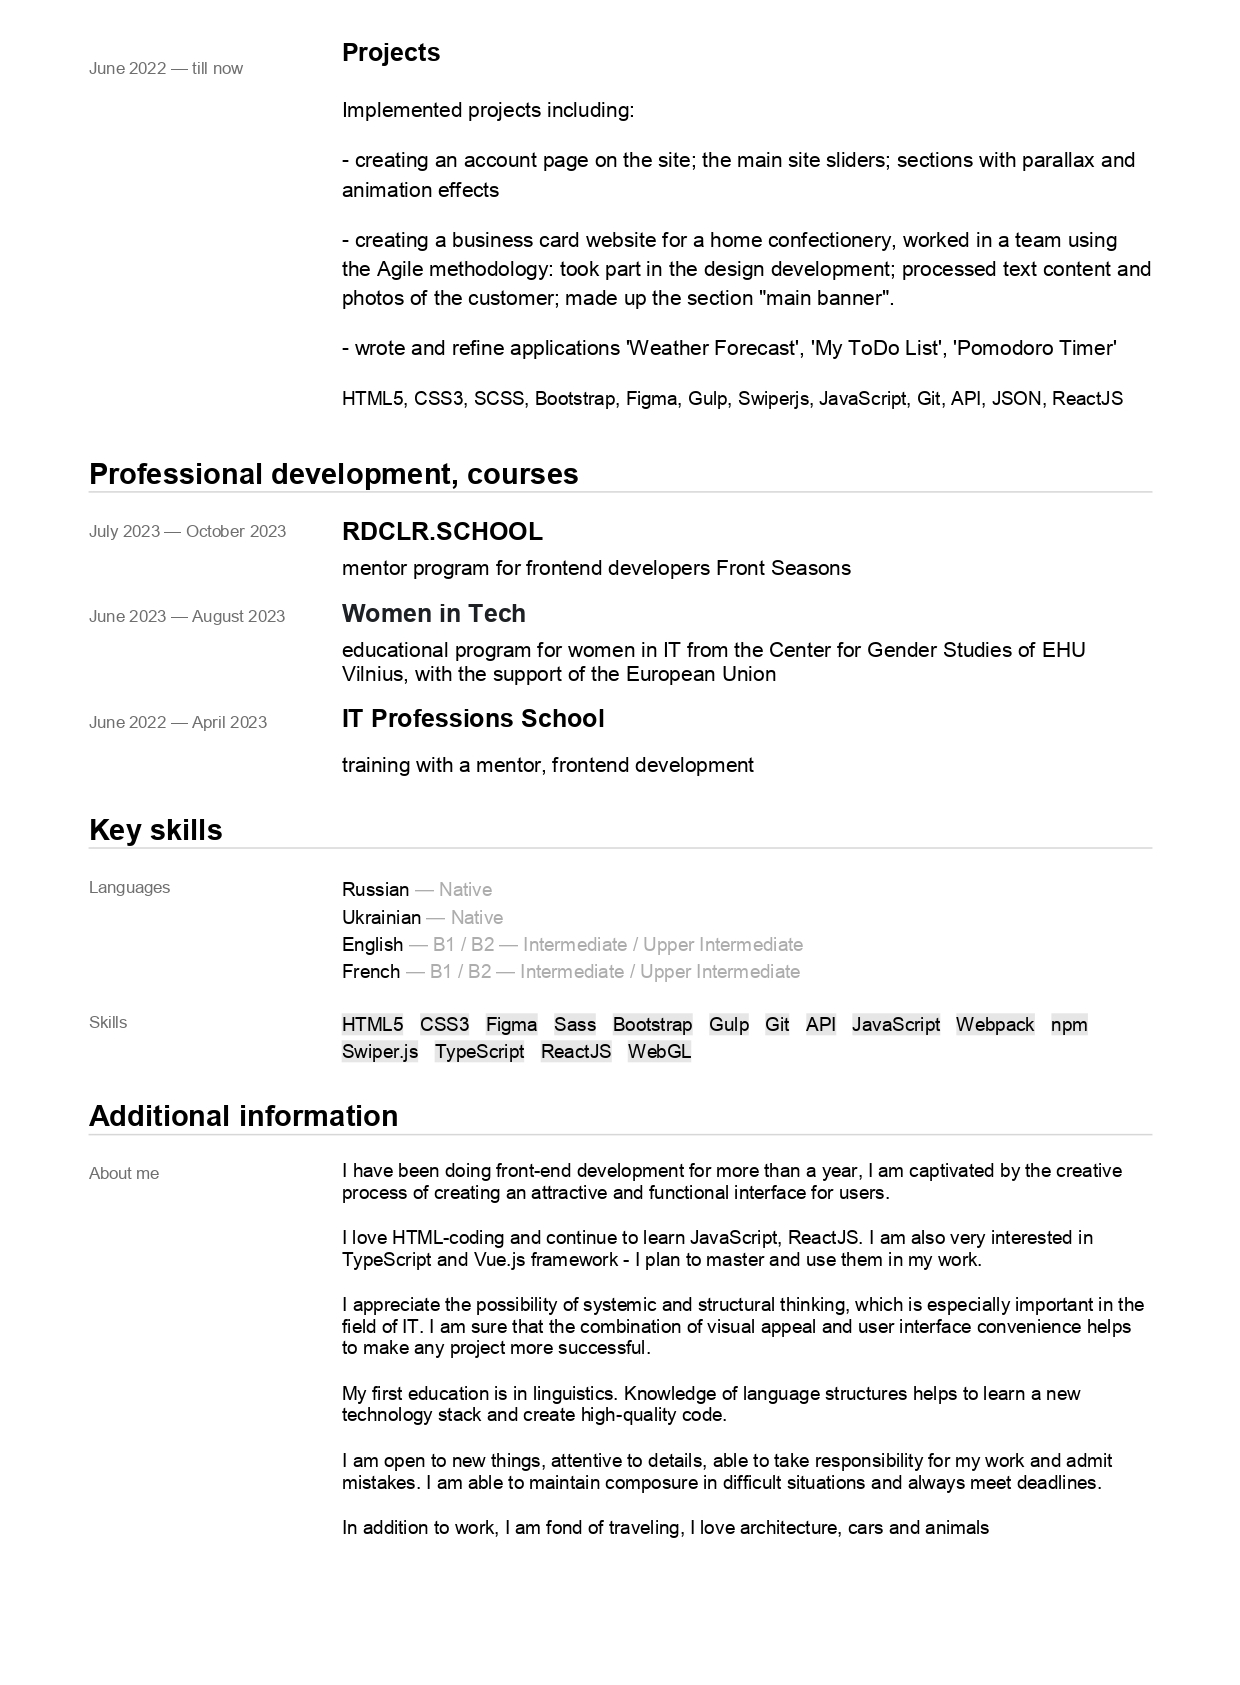 Projects
June 2022 — till now
Implemented projects including:
- creating an account page on the site; the main site sliders; sections with parallax and
animation effects
- creating a business card website for a home confectionery, worked in a team using
the Agile methodology: took part in the design development; processed text content and
photos of the customer; made up the section "main banner".
- wrote and refine applications 'Weather Forecast', 'My ToDo List', 'Pomodoro Timer'
HTML5, CSS3, SCSS, Bootstrap, Figma, Gulp, Swiperjs, JavaScript, Git, API, JSON, ReactJS
Professional development, courses
July 2023 — October 2023
RDCLR.SCHOOL
mentor program for frontend developers Front Seasons
June 2023 — August 2023
Women in Tech
educational program for women in IT from the Center for Gender Studies of EHU
Vilnius, with the support of the European Union
June 2022 — April 2023
IT Professions School
training with a mentor, frontend development
Key skills
Languages
Russian — Native
Ukrainian — Native
English — B1 / B2 — Intermediate / Upper Intermediate
French — B1 / B2 — Intermediate / Upper Intermediate
Skills
HTML5 CSS3 Figma Sass Bootstrap Gulp Git API JavaScript Webpack npm
Swiper.js TypeScript ReactJS WebGL
Additional information
About me
I have been doing front-end development for more than a year, I am captivated by the creative
process of creating an attractive and functional interface for users.
I love HTML-coding and continue to learn JavaScript, ReactJS. I am also very interested in
TypeScript and Vue.js framework - I plan to master and use them in my work.
I appreciate the possibility of systemic and structural thinking, which is especially important in the
field of IT. I am sure that the combination of visual appeal and user interface convenience helps
to make any project more successful.
My first education is in linguistics. Knowledge of language structures helps to learn a new
technology stack and create high-quality code.
I am open to new things, attentive to details, able to take responsibility for my work and admit
mistakes. I am able to maintain composure in difficult situations and always meet deadlines.
In addition to work, I am fond of traveling, I love architecture, cars and animals